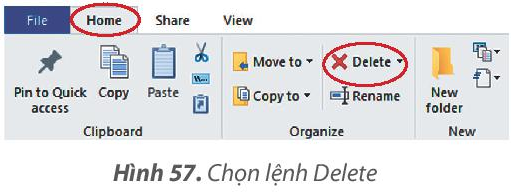 File Home Share View
Pin to Quick access
Copy
Paste
Move to
Copy to
Delete
Rename
New folder
Clipboard Organize New
Hình 57. Chọn lệnh Delete